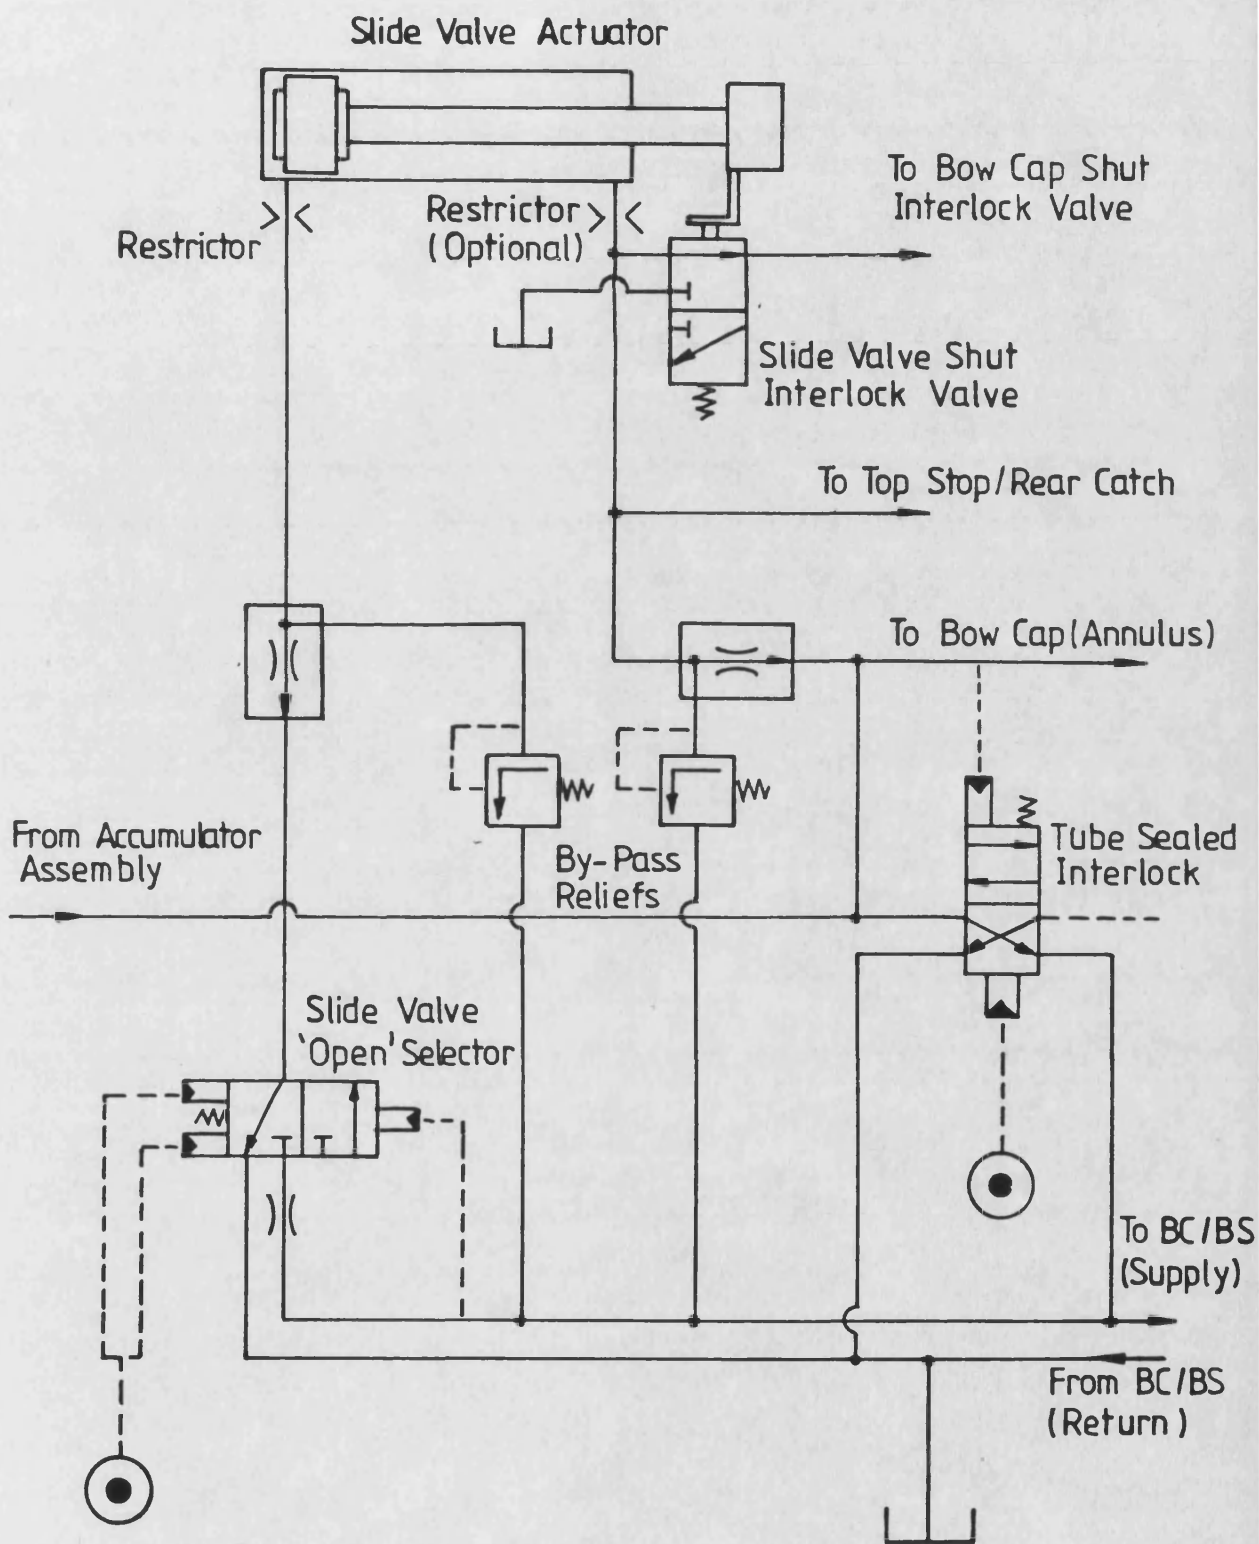 Slide Valve Actuator
To Bow Cap Shut
Interlock Valve
Restrictor
Restrictor
(Optional)
Slide Valve Shut
Interlock Valve
To Top Stop/Rear Catch
To Bow Cap (Annulus)
From Accumulator
Assembly
By-Pass
Reliefs
Tube Sealed
Interlock
Slide Valve
'Open' Selector
To BC/BS
(Supply)
From BC/BS
(Return)